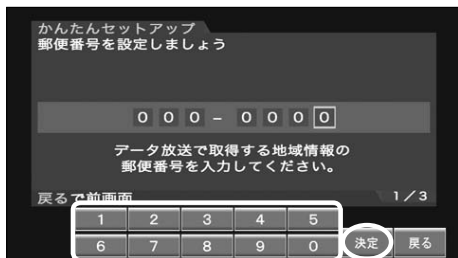 かんたんセットアップ
郵便番号を設定しましょう
000-0000
データ放送で取得する地域情報の
郵便番号を入力してください。
戻るで前画面
1/3
1 2 3 4 5
6 7 8 9 0 決定 戻る